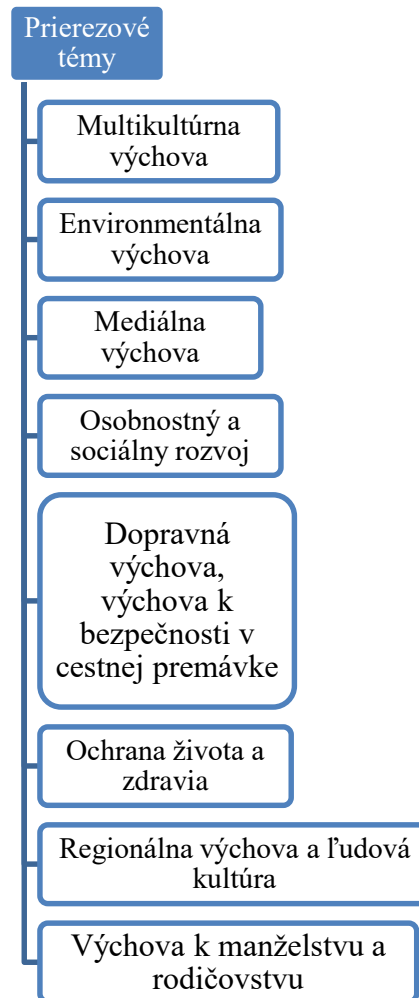 Prierezové
témy
Multikultúrna
výchova
Environmentálna
výchova
Mediálna
výchova
Osobnostný a
sociálny rozvoj
Dopravná
výchova,
výchova k
bezpečnosti v
cestnej premávke
Ochrana života a
zdravia
Regionálna výchova a ľudová
kultúra
Výchova k manželstvu a
rodičovstvu